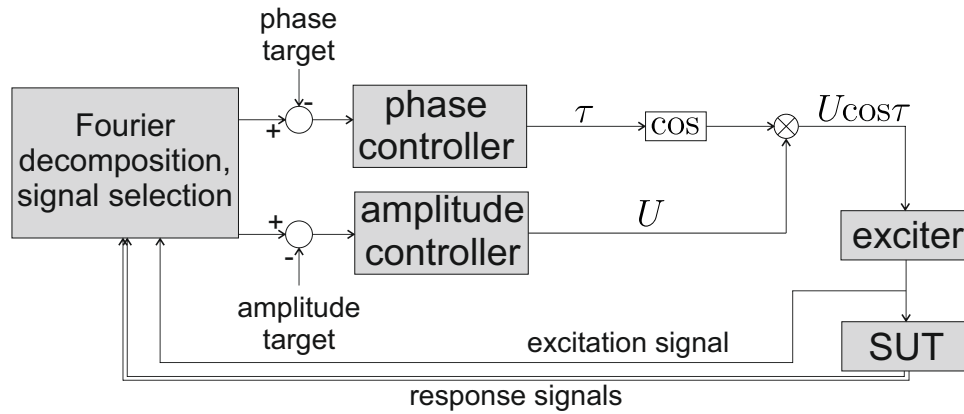 phase
target
-
+
Fourier
decomposition,
signal selection
phase
controller
τ
cos
Ucosτ
+
-
amplitude
controller
U
exciter
amplitude
target
excitation signal
SUT
response signals